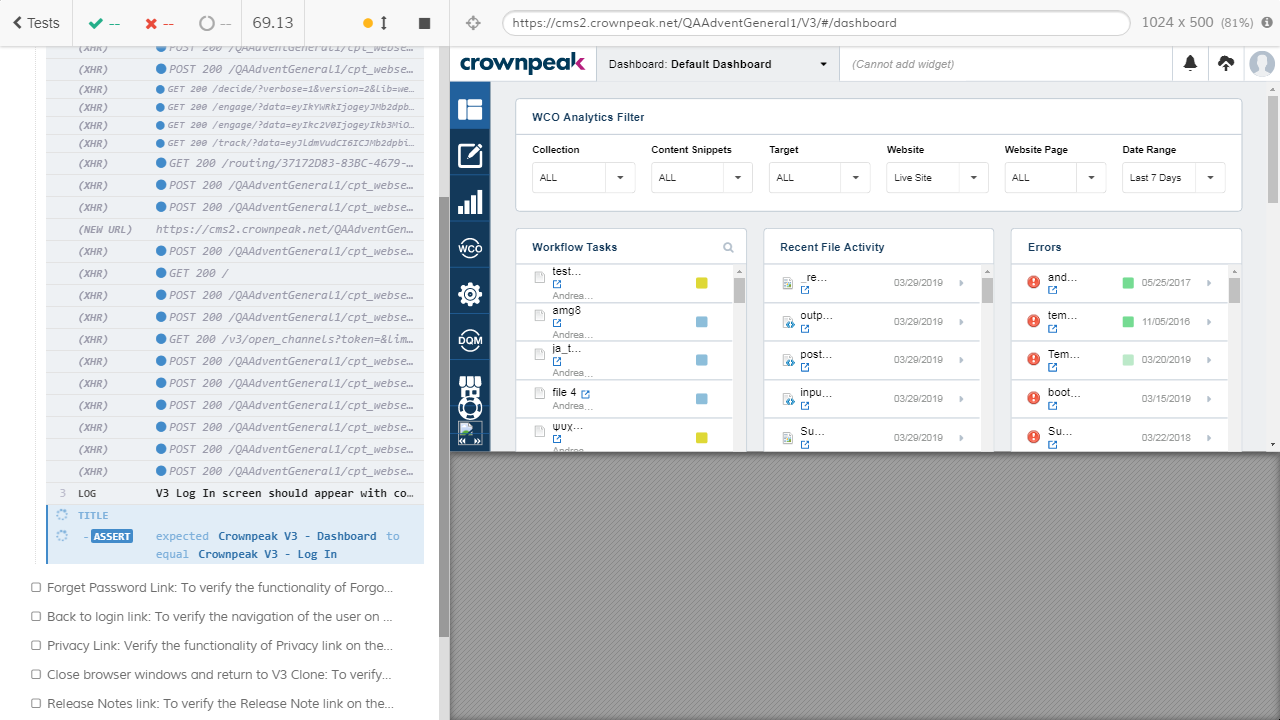 Tests
--
--
--
69.13
https://cms2.crownpeak.net/QAAdventGeneral1/V3/#/dashboard
1024 x 500 (81%)
(XHR) POST 200 /QAAdventGeneral1/cpt_webse…
(XHR) POST 200 /QAAdventGeneral1/cpt_webse…
(XHR) GET 200 /decide/?verbose=1&version=2&lib=we…
(XHR) GET 200 /engage/?data=eyIkYWRkIjogeyJMb2dpb…
(XHR) GET 200 /engage/?data=eyIkc2V0IjogeyIkb3MiO…
(XHR) GET 200 /track/?data=eyJldmVudCI6ICJMb2dpbi…
(XHR) GET 200 /routing/37172D83-83BC-4679-…
(XHR) POST 200 /QAAdventGeneral1/cpt_webse…
(XHR) POST 200 /QAAdventGeneral1/cpt_webse…
(NEW URL) https://cms2.crownpeak.net/QAAdventGen…
(XHR) POST 200 /QAAdventGeneral1/cpt_webse…
(XHR) GET 200 /
(XHR) POST 200 /QAAdventGeneral1/cpt_webse…
(XHR) POST 200 /QAAdventGeneral1/cpt_webse…
(XHR) GET 200 /v3/open_channels?token=&lim…
(XHR) POST 200 /QAAdventGeneral1/cpt_webse…
(XHR) POST 200 /QAAdventGeneral1/cpt_webse…
(XHR) POST 200 /QAAdventGeneral1/cpt_webse…
(XHR) POST 200 /QAAdventGeneral1/cpt_webse…
(XHR) POST 200 /QAAdventGeneral1/cpt_webse…
(XHR) POST 200 /QAAdventGeneral1/cpt_webse…
3 LOG V3 Log In screen should appear with co…
TITLE
- ASSERT expected Crownpeak V3 - Dashboard to
equal Crownpeak V3 - Log In
Forget Password Link: To verify the functionality of Forgo...
Back to login link: To verify the navigation of the user on ...
Privacy Link: Verify the functionality of Privacy link on the...
Close browser windows and return to V3 Clone: To verify...
Release Notes link: To verify the Release Note link on the...
crownpeak
Dashboard: Default Dashboard
(Cannot add widget)
WCO
DQM
WCO Analytics Filter
Collection Content Snippets Target Website Website Page Date Range
ALL ALL ALL Live Site ALL Last 7 Days
Workflow Tasks
test...
Andrea...
amg8
Andrea...
ja_t...
Andrea...
file 4
Andrea...
ψυχ...
Andrea...
Recent File Activity
_re... 03/29/2019
outp... 03/29/2019
post... 03/29/2019
inpu... 03/29/2019
Su... 03/29/2019
Errors
and... 05/25/2017
tem... 11/15/2016
Tem...
boot... 03/15/2019
Su...